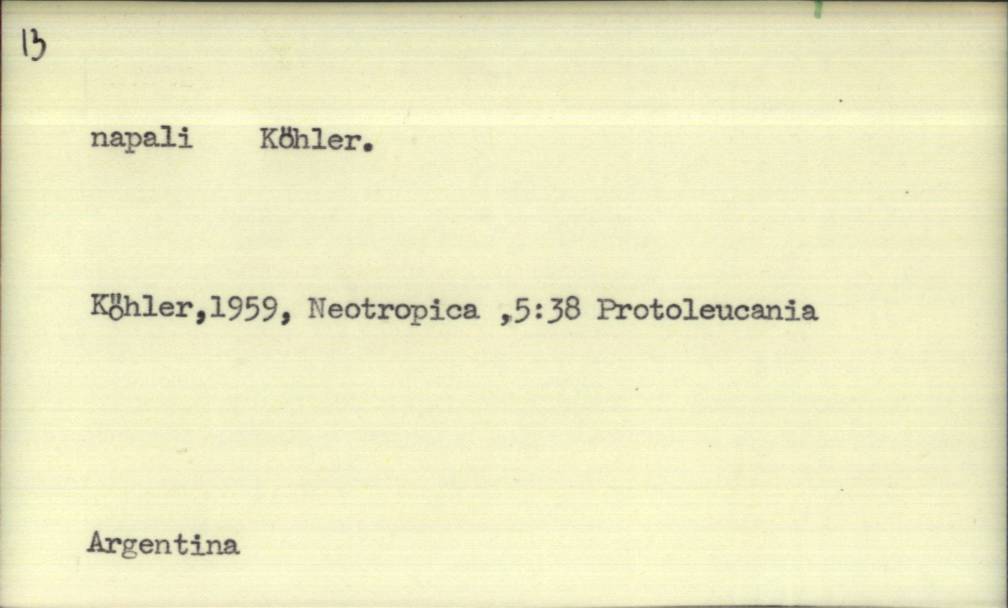 13
napali Köhler.
Köhler,1959, Neotropica ,5:38 Protoleucania
Argentina